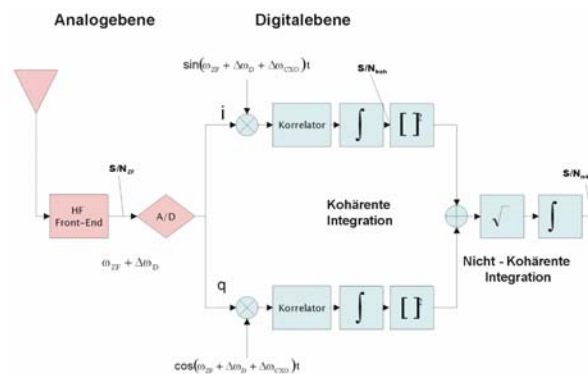 Analogebene
Digitalebene
sin(ω_ZF + Δω_D + Δω_CXO)t
S/N_koh
i
Korrelator
∫
[ ]²
S/N_ZF
HF
Front-End
A/D
Kohärente
Integration
√
∫
ω_ZF + Δω_D
Nicht - Kohärente
Integration
q
Korrelator
∫
[ ]²
cos(ω_ZF + Δω_D + Δω_CXO)t